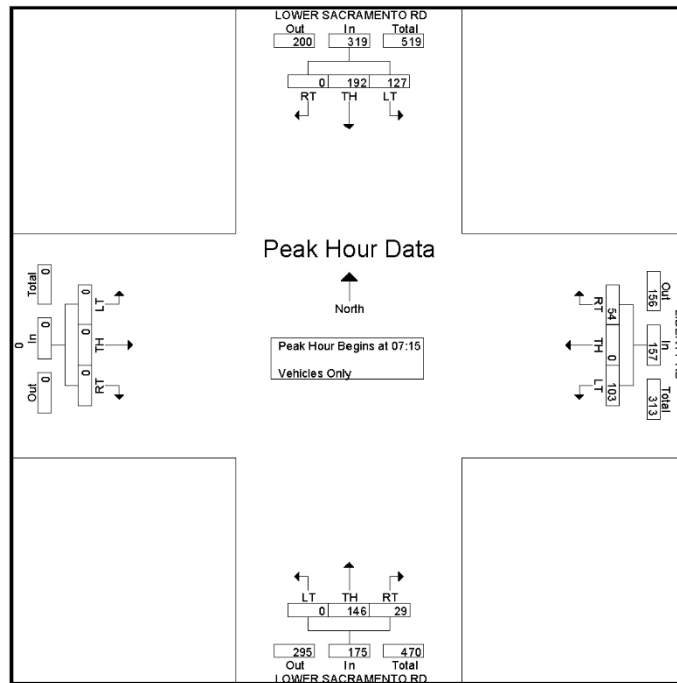 LOWER SACRAMENTO RD
Out In Total
200 319 519
0 192 127
RT TH LT
Peak Hour Data
North
Peak Hour Begins at 07:15
Vehicles Only
Total In Out
0 0 0
0
0 0 0
LT TH RT
RT TH LT
54 0 103
Out In Total
156 157 313
LT TH RT
0 146 29
295 175 470
Out In Total
LOWER SACRAMENTO RD